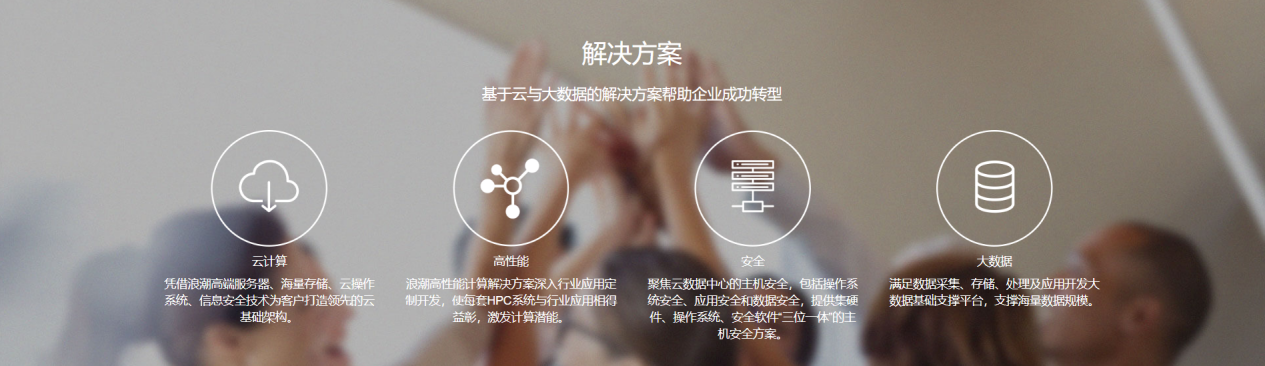 解决方案
基于云与大数据的解决方案帮助企业成功转型
云计算
凭借浪潮高端服务器、海量存储、云操作
系统、信息安全技术为客户打造领先的云
基础架构。
高性能
浪潮高性能计算解决方案深入行业应用定
制开发，使每套HPC系统与行业应用相得
益彰，激发计算潜能。
安全
聚焦云数据中心的主机安全，包括操作系
统安全、应用安全和数据安全，提供集硬
件、操作系统、安全软件“三位一体”的主
机安全方案。
大数据
满足数据采集、存储、处理及应用开发大
数据基础支撑平台，支撑海量数据规模。